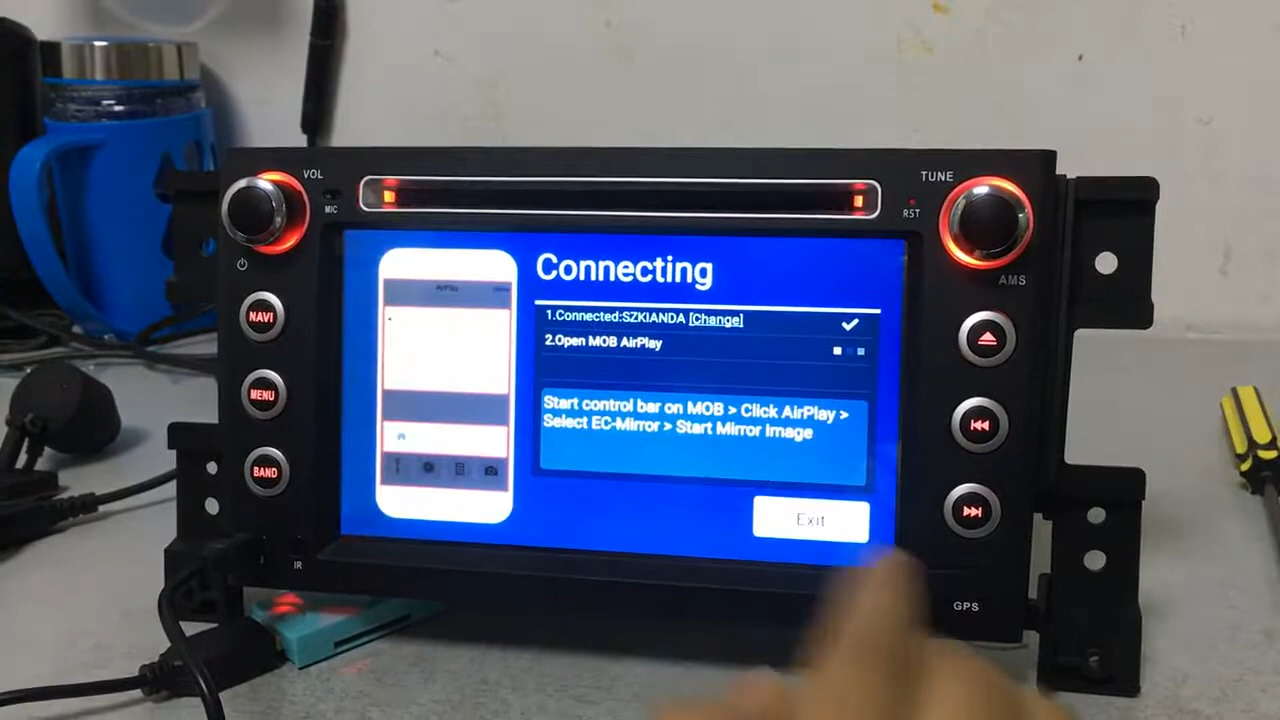 VOL
TUNE
MIC
RST
AMS
NAVI
MENU
BAND
IR
GPS
AirPlay
Connecting
1.Connected:SZKIANDA [Change]
2.Open MOB AirPlay
Start control bar on MOB > Click AirPlay >
Select EC-Mirror > Start Mirror Image
Exit